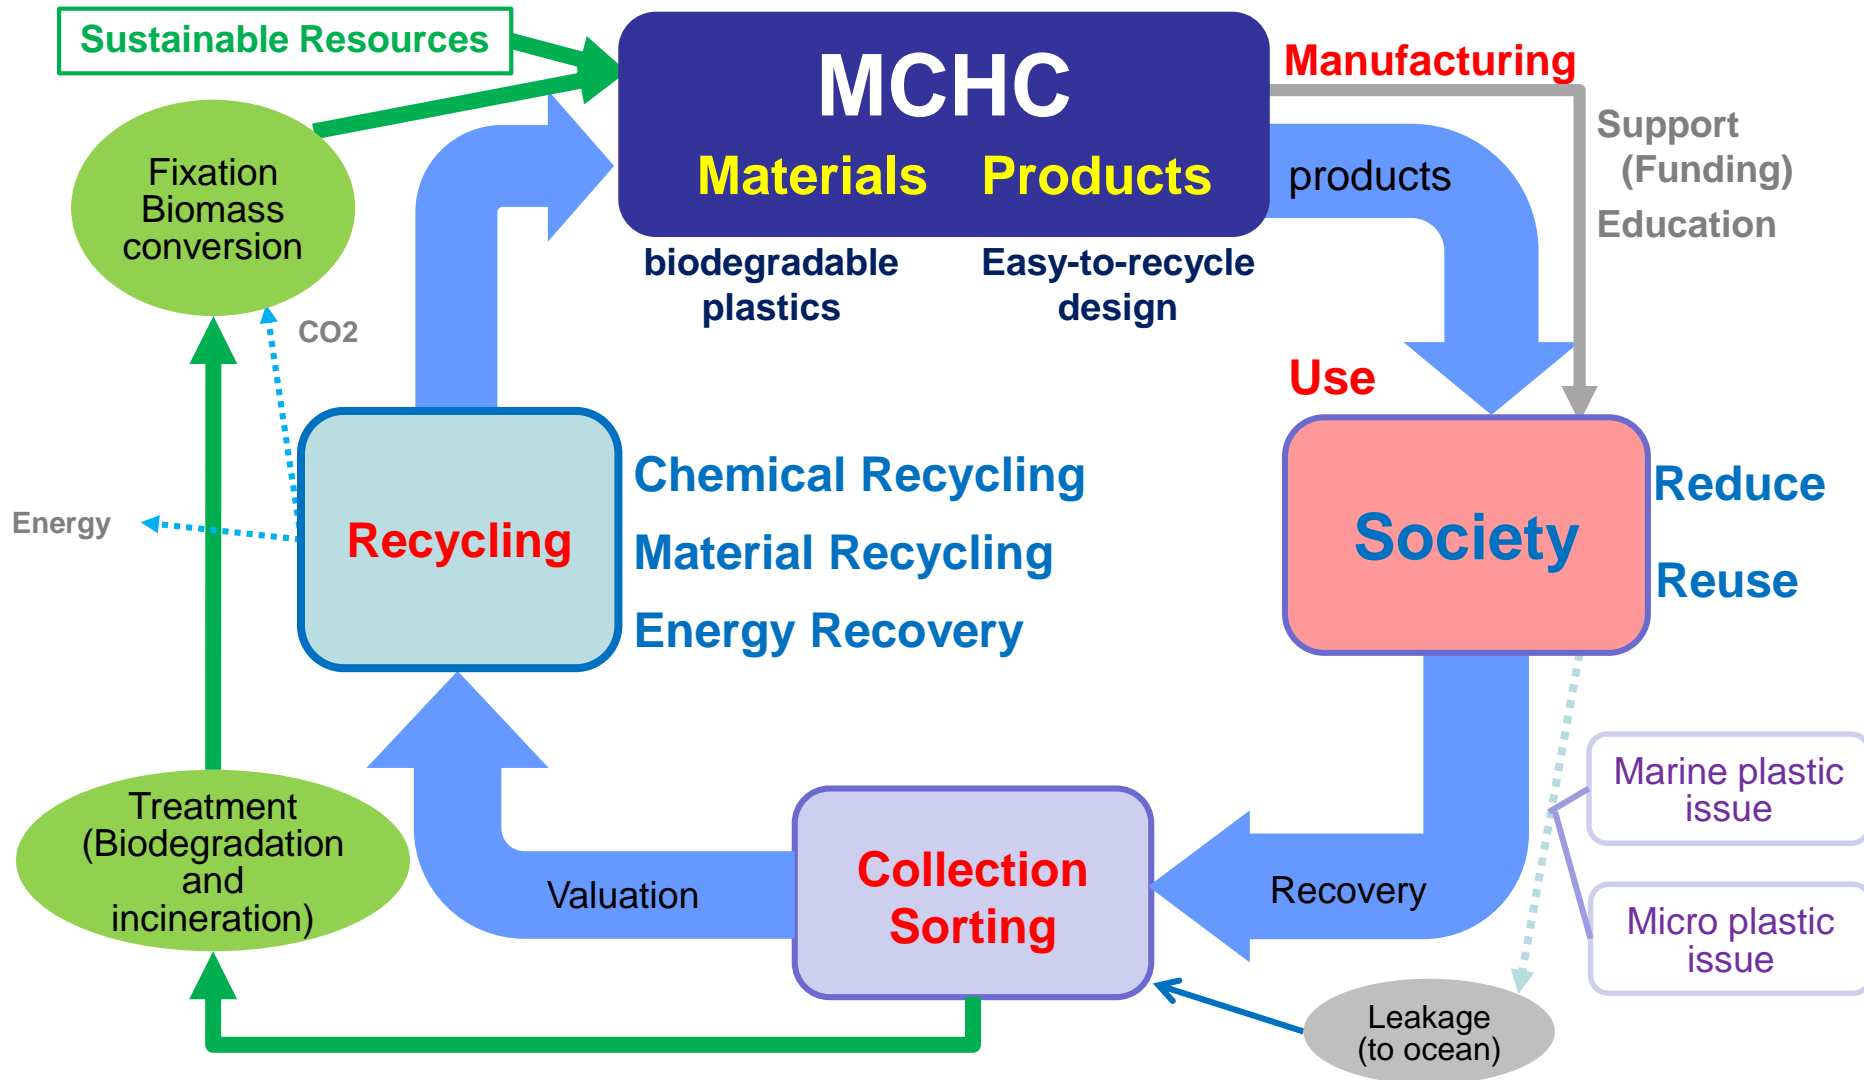 Sustainable Resources
MCHC
Materials Products
Manufacturing
Support
(Funding)
Education
products
biodegradable
plastics
Easy-to-recycle
design
Fixation
Biomass
conversion
CO2
Energy
Use
Recycling
Chemical Recycling
Material Recycling
Energy Recovery
Society
Reduce
Reuse
Treatment
(Biodegradation
and
incineration)
Valuation
Collection
Sorting
Recovery
Marine plastic
issue
Micro plastic
issue
Leakage
(to ocean)